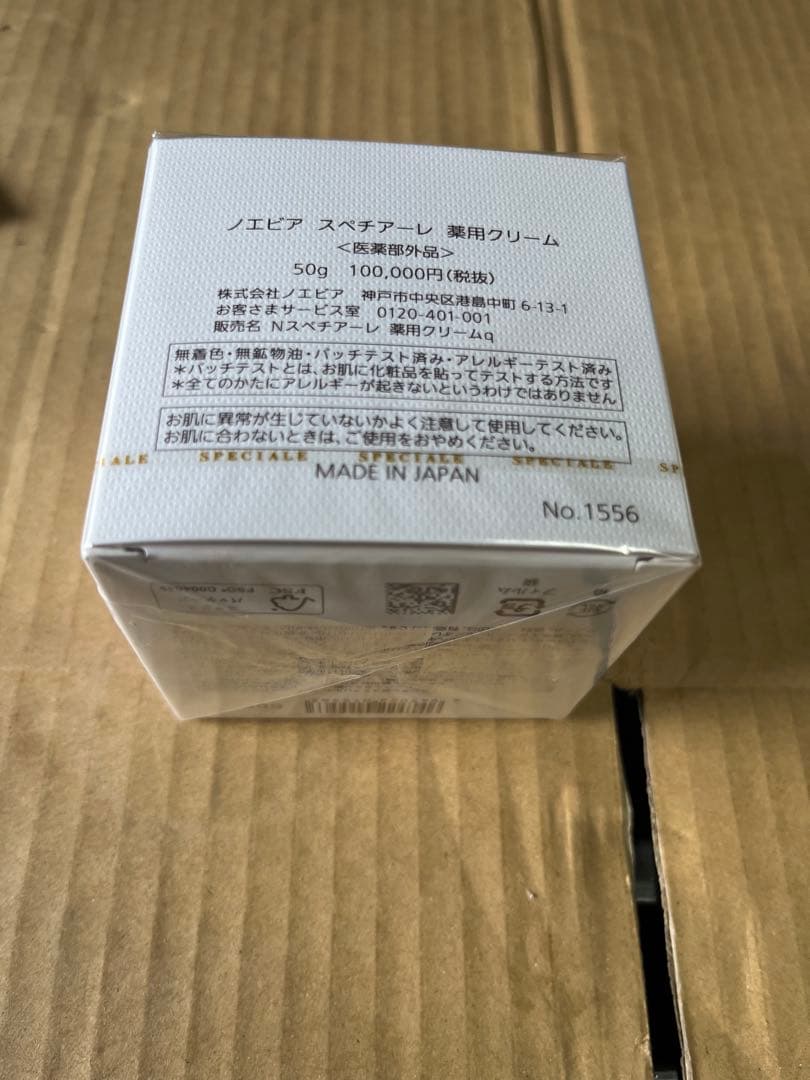 ノエビア スペチアーレ 薬用クリーム
<医薬部外品>
50g 100,000円(税抜)
株式会社ノエビア 神戸市中央区港島中町 6-13-1
お客さまサービス室 0120-401-001
販売名 Nスペチアーレ 薬用クリームq
無着色・無鉱物油・パッチテスト済み・アレルギーテスト済み
*パッチテストとは、お肌に化粧品を貼ってテストする方法です
*全てのかたにアレルギーが起きないというわけではありません
お肌に異常が生じていないかよく注意して使用してください。
お肌に合わないときは、ご使用をおやめください。
SPECIALE SPECIALE SPECIALE
MADE IN JAPAN
No.1556
FSC
フィルム
袋